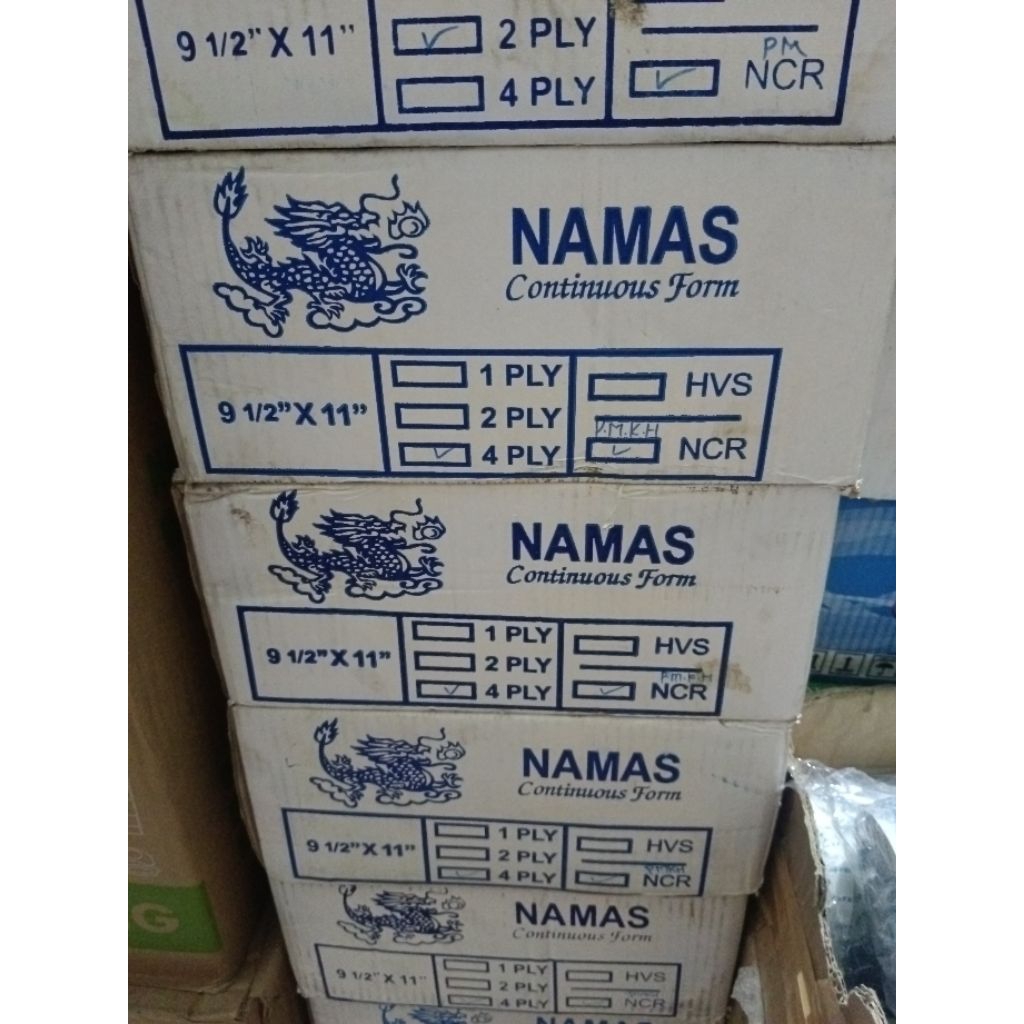 9 1/2" X 11"
2 PLY
4 PLY
PM
NCR
NAMAS
Continuous Form
9 1/2" X 11"
1 PLY
2 PLY
4 PLY
HVS
P.M.K.H
NCR
NAMAS
Continuous Form
9 1/2" X 11"
1 PLY
2 PLY
4 PLY
HVS
P.M.K.H
NCR
NAMAS
Continuous Form
9 1/2" X 11"
1 PLY
2 PLY
4 PLY
HVS
NCR
NAMAS
Continuous Form
9 1/2" X 11"
1 PLY
2 PLY
4 PLY
HVS
NCR
NAMAS
G